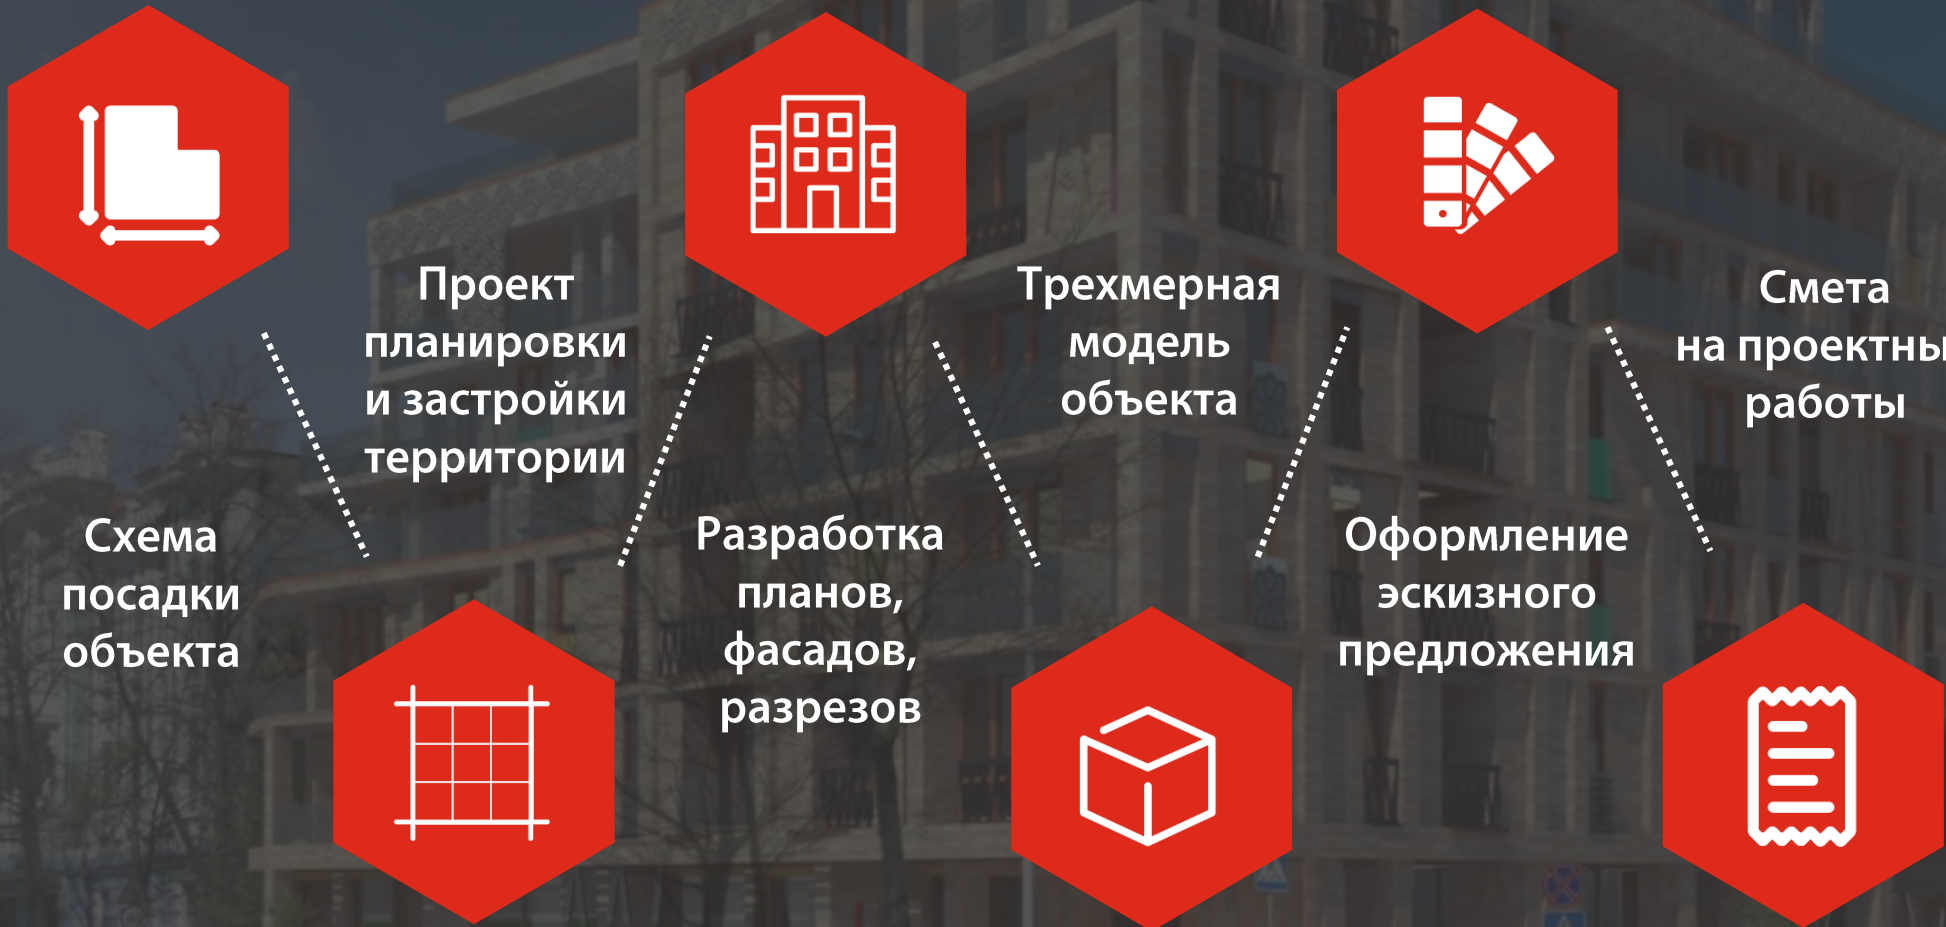 Схема
посадки
объекта
Проект
планировки
и застройки
территории
Разработка
планов,
фасадов,
разрезов
Трехмерная
модель
объекта
Оформление
эскизного
предложения
Смета
на проектны
работы